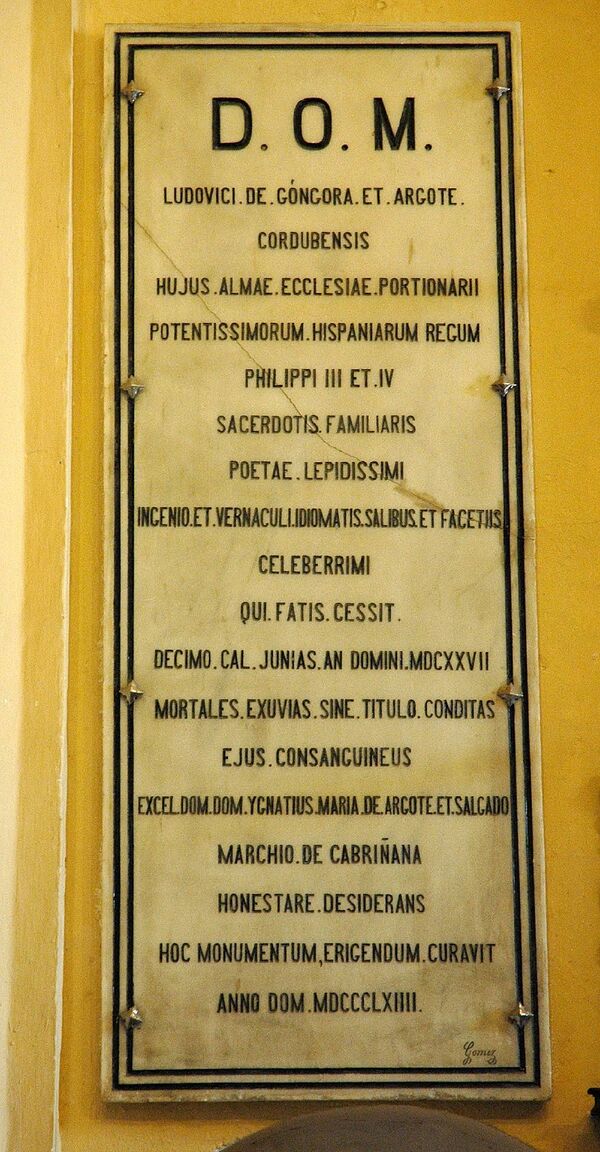 D. O. M.
LUDOVICI.DE.GÓNGORA.ET.ARGOTE.
CORDUBENSIS
HUJUS.ALMAE.ECCLESIAE.PORTIONARII
POTENTISSIMORUM.HISPANIARUM REGUM
PHILIPPI III ET.IV
SACERDOTIS.FAMILIARIS
POETAE.LEPIDISSIMI
INGENIO.ET.VERNACULI.IDIOMATIS.SALIBUS.ET FACETIIS
CELEBERRIMI
QUI.FATIS.CESSIT.
DECIMO.CAL.JUNIAS.AN DOMINI.MDCXXVII
MORTALES.EXUVIAS.SINE.TITULO.CONDITAS
EJUS.CONSANGUINEUS
EXCEL.DOM.DOM.YGNATIUS.MARIA.DE.ARGOTE.ET.SALGADO
MARCHIO.DE CABRIÑANA
HONESTARE.DESIDERANS
HOC MONUMENTUM,ERIGENDUM.CURAVIT
ANNO DOM.MDCCCLXIIII.
Gomez